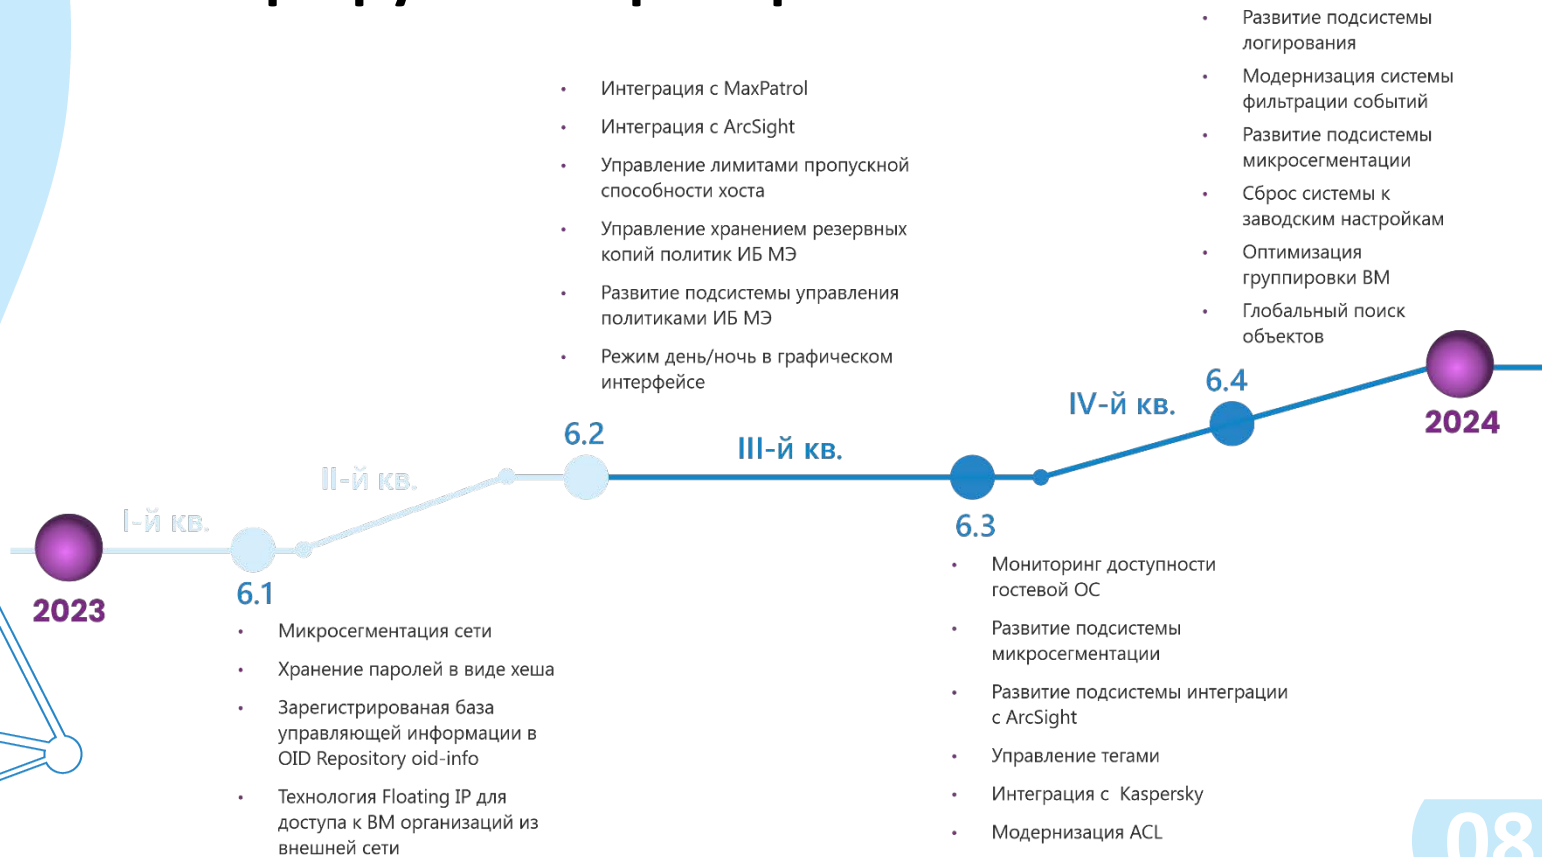 Развитие подсистемы
логирования
Модернизация системы
фильтрации событий
Развитие подсистемы
микросегментации
Сброс системы к
заводским настройкам
Оптимизация
группировки ВМ
Глобальный поиск
объектов
Интеграция с MaxPatrol
Интеграция с ArcSight
Управление лимитами пропускной
способности хоста
Управление хранением резервных
копий политик ИБ МЭ
Развитие подсистемы управления
политиками ИБ МЭ
Режим день/ночь в графическом
интерфейсе
6.4
IV-й кв.
2024
6.2
III-й кв.
II-й кв.
I-й кв.
6.3
2023
6.1
Мониторинг доступности
гостевой ОС
Развитие подсистемы
микросегментации
Развитие подсистемы интеграции
с ArcSight
Управление тегами
Интеграция с Kaspersky
Модернизация ACL
Микросегментация сети
Хранение паролей в виде хеша
Зарегистрированая база
управляющей информации в
OID Repository oid-info
Технология Floating IP для
доступа к ВМ организаций из
внешней сети
08